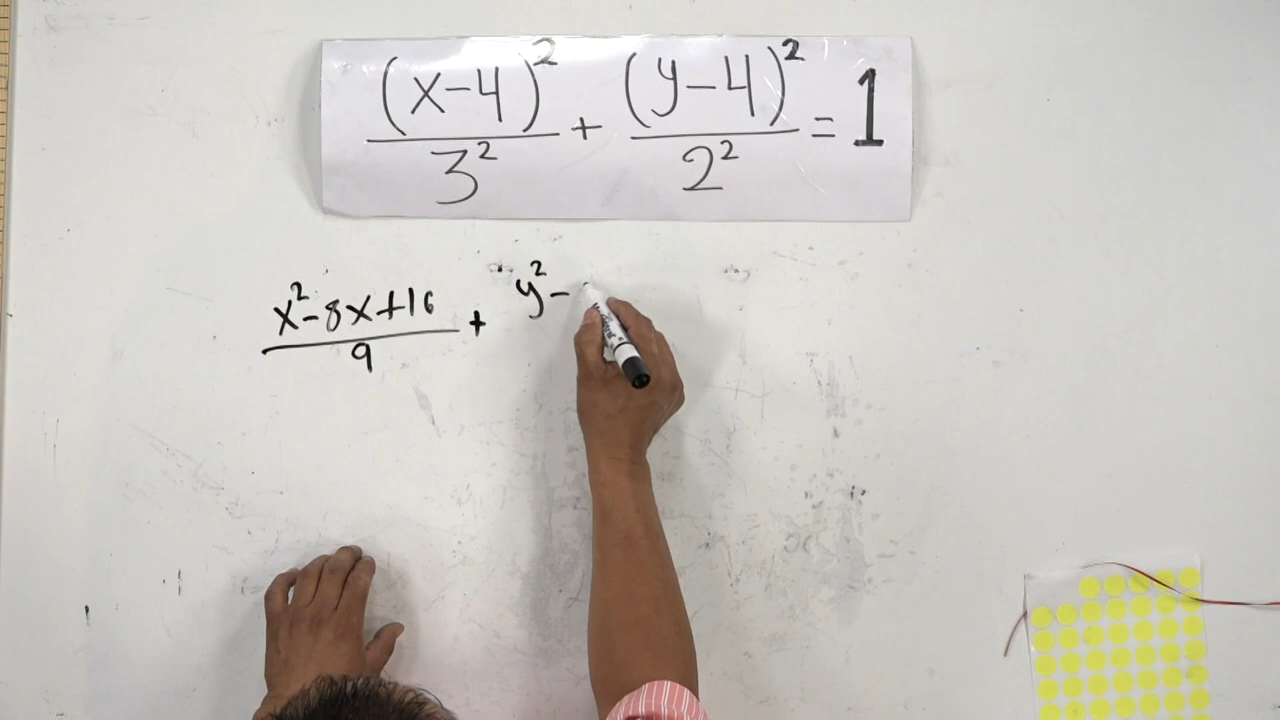 (x-4)² / 3² + (y-4)² / 2² = 1
x²-8x+16 / 9 + y²-